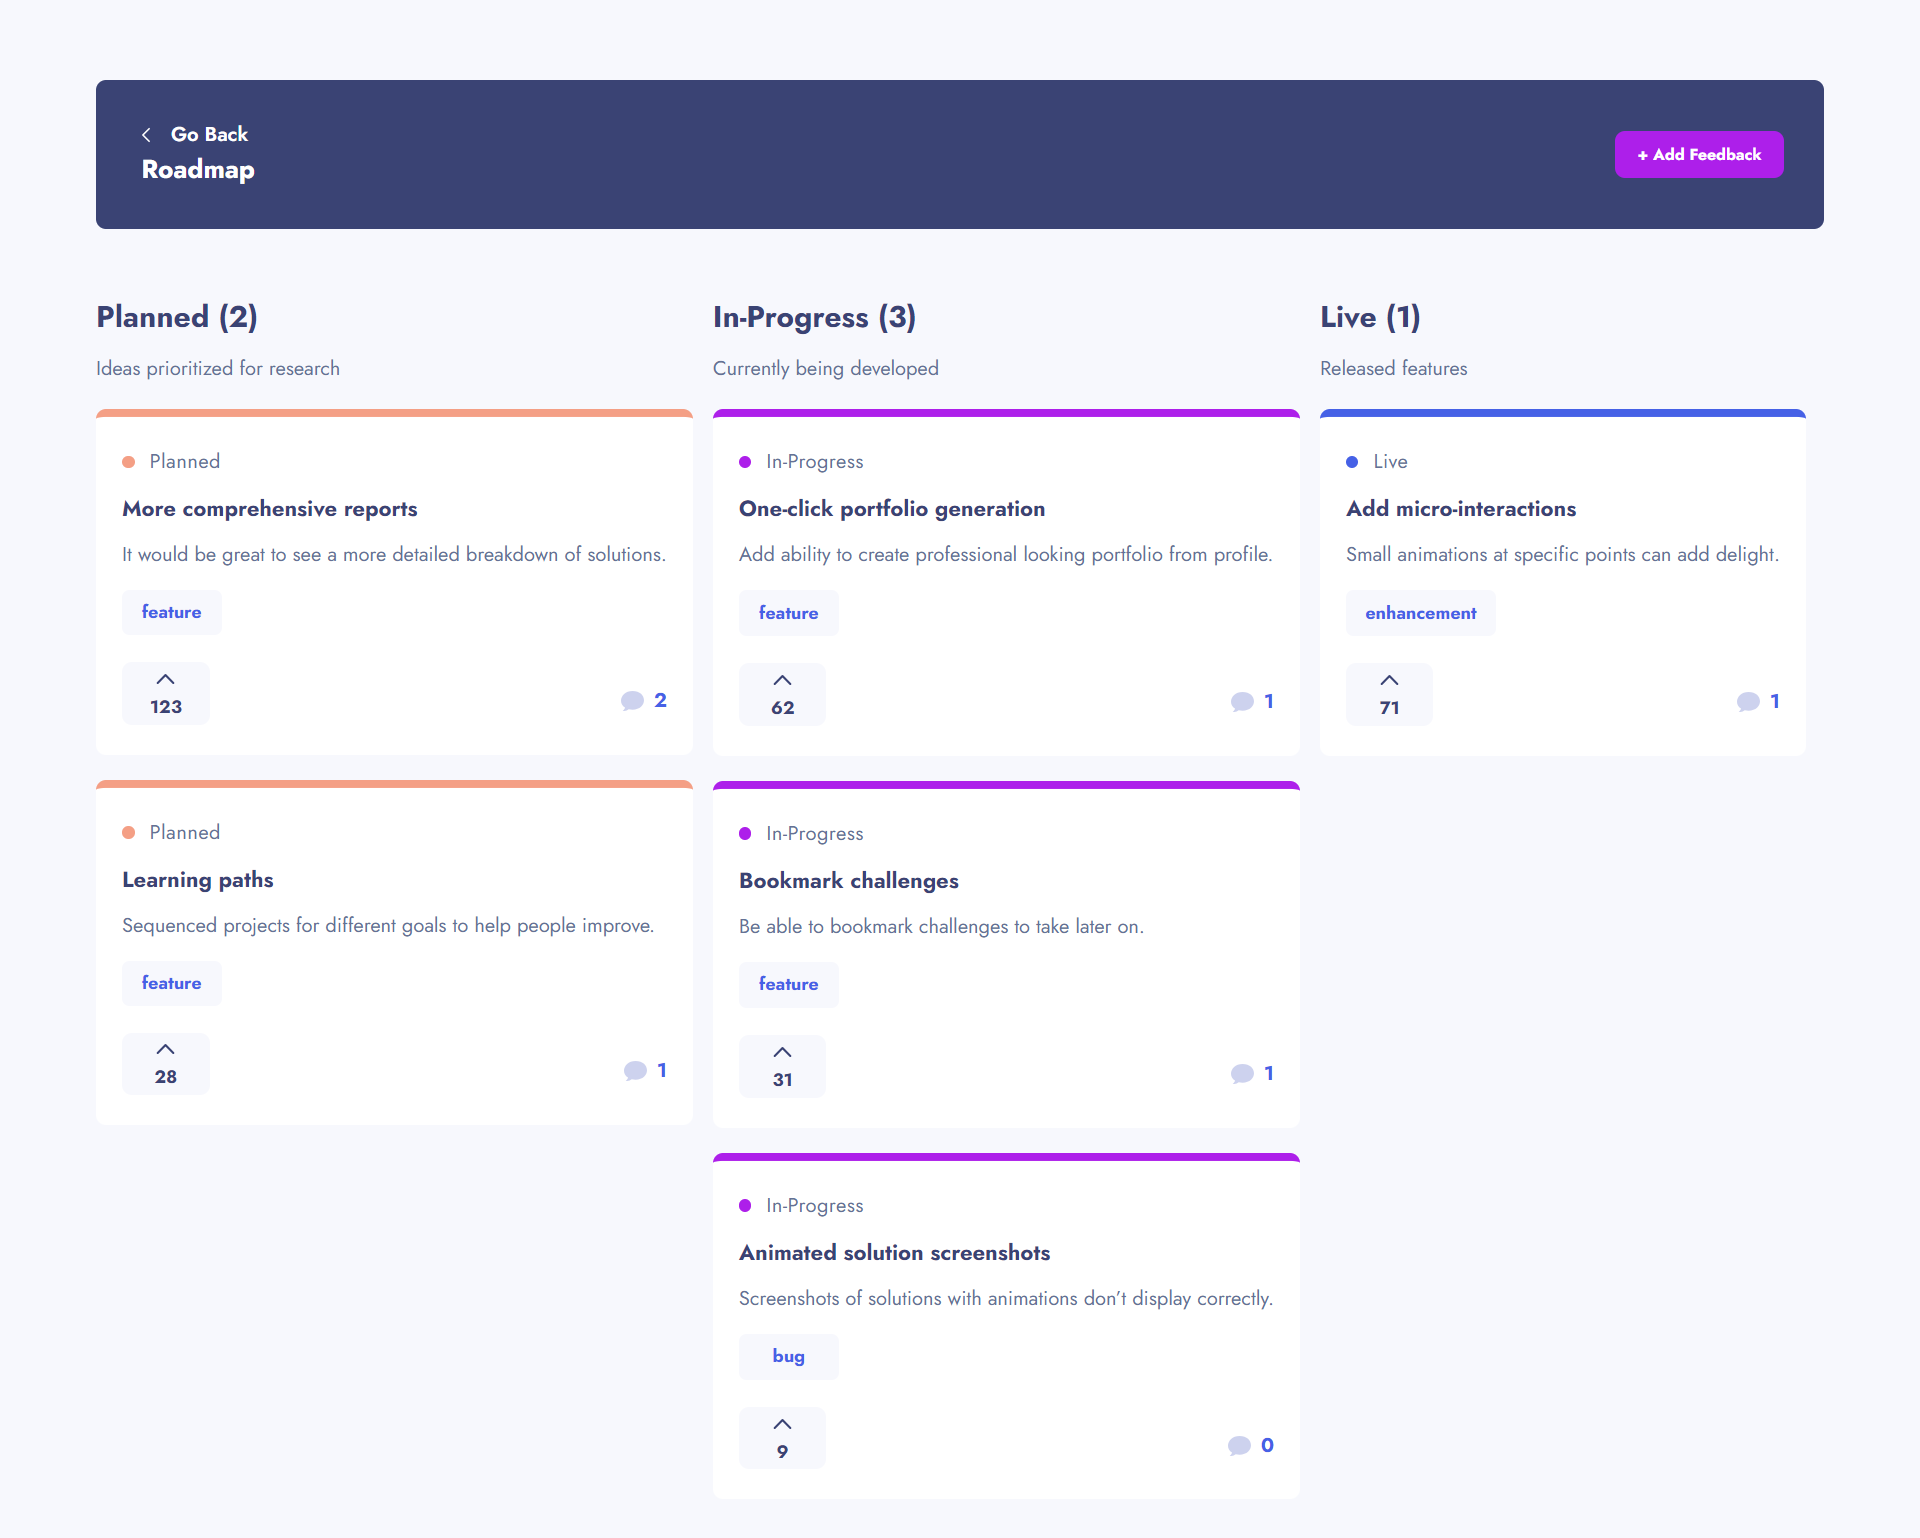 Go Back
Roadmap
+ Add Feedback
Planned (2)
Ideas prioritized for research
Planned
More comprehensive reports
It would be great to see a more detailed breakdown of solutions.
feature
123
2
Planned
Learning paths
Sequenced projects for different goals to help people improve.
feature
28
1
In-Progress (3)
Currently being developed
In-Progress
One-click portfolio generation
Add ability to create professional looking portfolio from profile.
feature
62
1
In-Progress
Bookmark challenges
Be able to bookmark challenges to take later on.
feature
31
1
In-Progress
Animated solution screenshots
Screenshots of solutions with animations don’t display correctly.
bug
9
0
Live (1)
Released features
Live
Add micro-interactions
Small animations at specific points can add delight.
enhancement
71
1